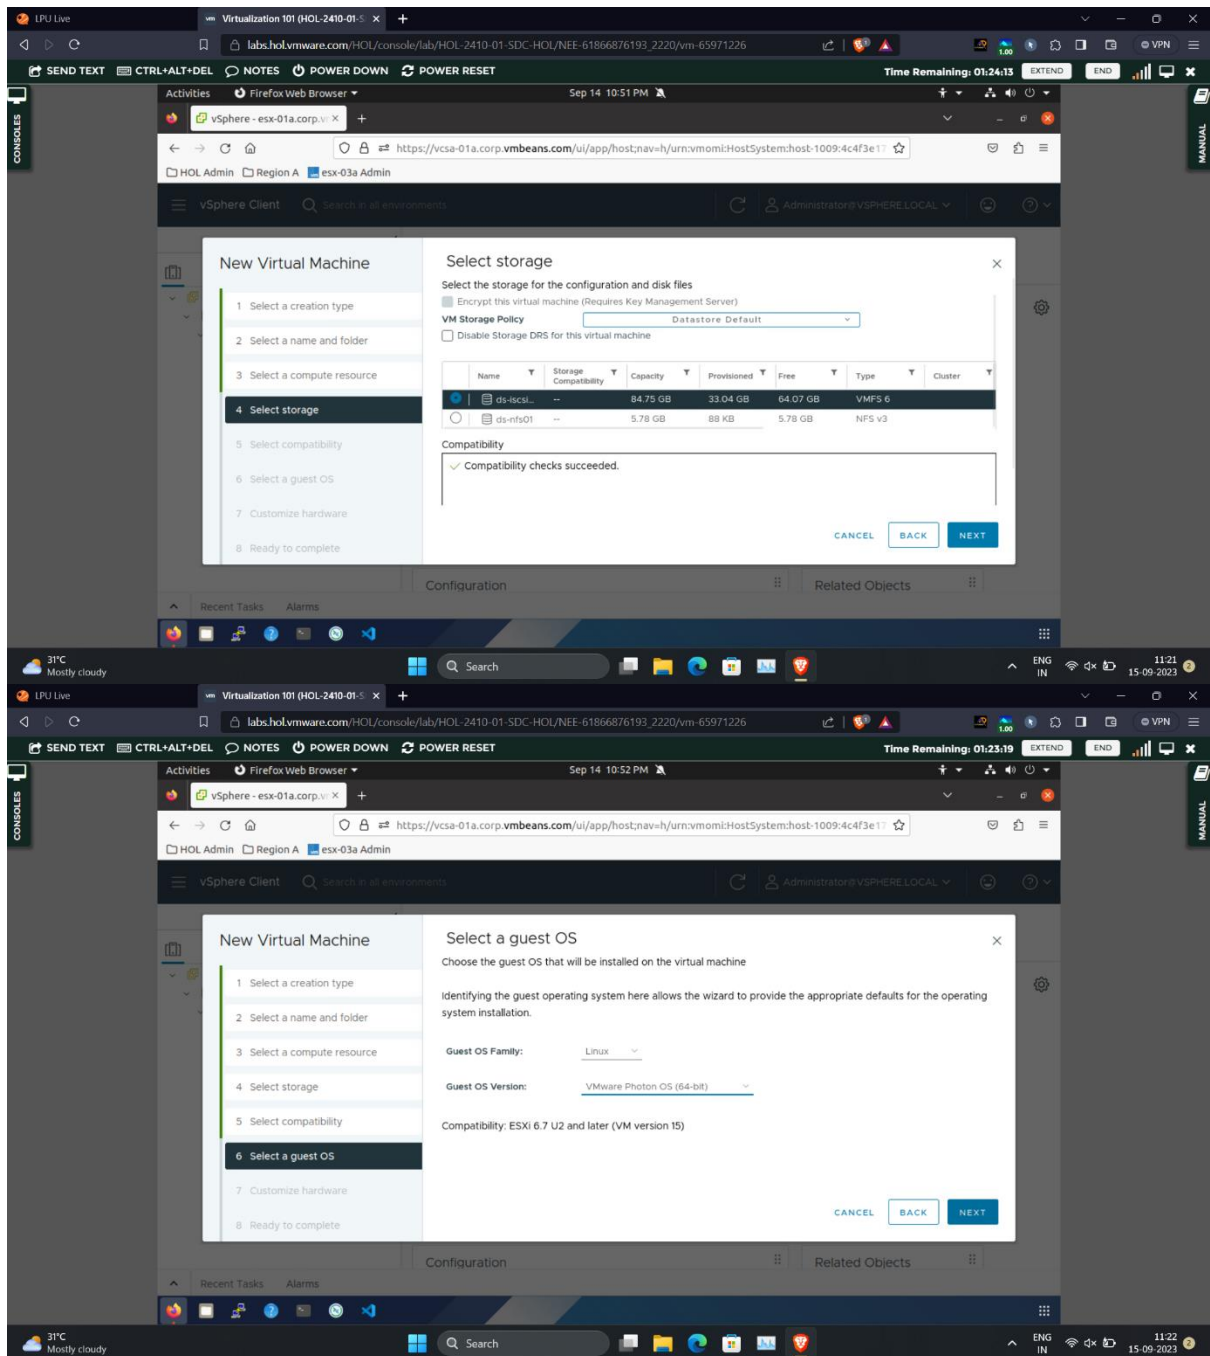 LPU Live
vm Virtualization 101 (HOL-2410-01-S
labs.hol.vmware.com/HOL/console/lab/HOL-2410-01-SDC-HOL/NEE-61866876193_2220/vm-65971226
1.00
VPN
SEND TEXT CTRL+ALT+DEL NOTES POWER DOWN POWER RESET
Time Remaining: 01:24:13 EXTEND END
CONSOLES
MANUAL
Activities Firefox Web Browser Sep 14 10:51 PM
vSphere - esx-01a.corp.v
https://vcsa-01a.corp.vmbeans.com/ui/app/host;nav=h/urn:vmomi:HostSystem:host-1009:4c4f3e17
HOL Admin Region A esx-03a Admin
vSphere Client Search in all environments Administrator@VSPHERE.LOCAL
New Virtual Machine
1 Select a creation type
2 Select a name and folder
3 Select a compute resource
4 Select storage
5 Select compatibility
6 Select a guest OS
7 Customize hardware
8 Ready to complete
Select storage
Select the storage for the configuration and disk files
Encrypt this virtual machine (Requires Key Management Server)
VM Storage Policy Datastore Default
Disable Storage DRS for this virtual machine
Name Storage Compatibility Capacity Provisioned Free Type Cluster
ds-iscsi... -- 84.75 GB 33.04 GB 64.07 GB VMFS 6
ds-nfs01 -- 5.78 GB 88 KB 5.78 GB NFS v3
Compatibility
Compatibility checks succeeded.
CANCEL BACK NEXT
Configuration Related Objects
Recent Tasks Alarms
31°C
Mostly cloudy
Search
ENG
IN
11:21
15-09-2023
2
LPU Live
vm Virtualization 101 (HOL-2410-01-S
labs.hol.vmware.com/HOL/console/lab/HOL-2410-01-SDC-HOL/NEE-61866876193_2220/vm-65971226
1.00
VPN
SEND TEXT CTRL+ALT+DEL NOTES POWER DOWN POWER RESET
Time Remaining: 01:23:19 EXTEND END
CONSOLES
MANUAL
Activities Firefox Web Browser Sep 14 10:52 PM
vSphere - esx-01a.corp.v
https://vcsa-01a.corp.vmbeans.com/ui/app/host;nav=h/urn:vmomi:HostSystem:host-1009:4c4f3e17
HOL Admin Region A esx-03a Admin
vSphere Client Search in all environments Administrator@VSPHERE.LOCAL
New Virtual Machine
1 Select a creation type
2 Select a name and folder
3 Select a compute resource
4 Select storage
5 Select compatibility
6 Select a guest OS
7 Customize hardware
8 Ready to complete
Select a guest OS
Choose the guest OS that will be installed on the virtual machine
Identifying the guest operating system here allows the wizard to provide the appropriate defaults for the operating
system installation.
Guest OS Family: Linux
Guest OS Version: VMware Photon OS (64-bit)
Compatibility: ESXi 6.7 U2 and later (VM version 15)
CANCEL BACK NEXT
Configuration Related Objects
Recent Tasks Alarms
31°C
Mostly cloudy
Search
ENG
IN
11:22
15-09-2023
2